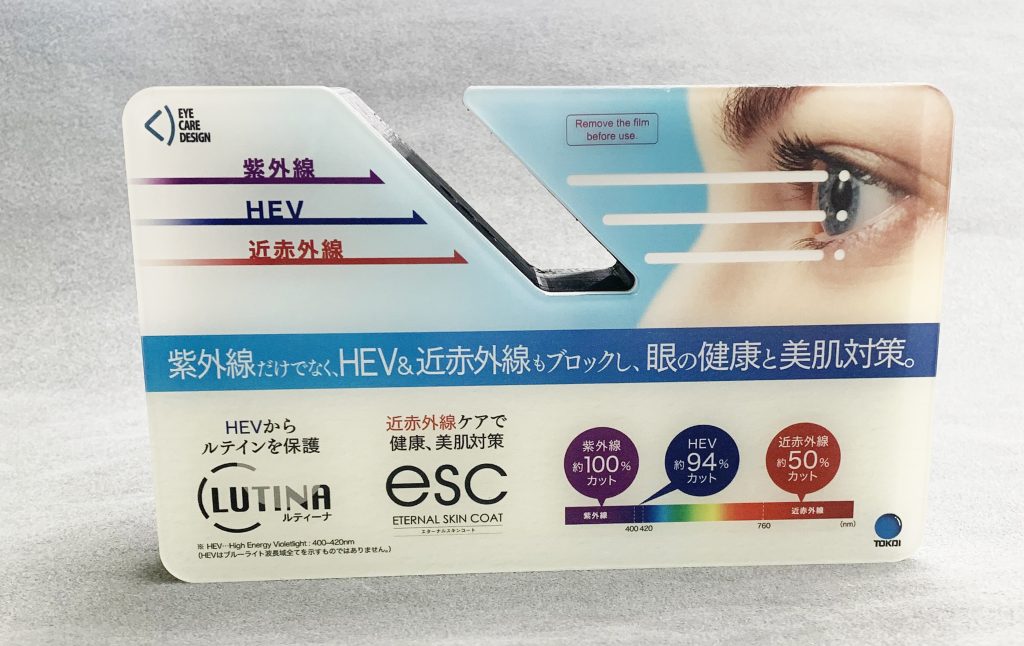 EYE
CARE
DESIGN
紫外線
HEV
近赤外線
Remove the film
before use.
紫外線だけでなく、HEV&近赤外線もブロックし、眼の健康と美肌対策。
HEVから
ルテインを保護
LUTINA
ルティーナ
※ HEV…High Energy Violetlight : 400-420nm
(HEVはブルーライト波長域全てを示すものではありません。)
近赤外線ケアで
健康、美肌対策
esc
ETERNAL SKIN COAT
エターナルスキンコート
紫外線
約100%
カット
HEV
約94%
カット
近赤外線
約50%
カット
紫外線
近赤外線
400 420
760
(nm)
TOKAI